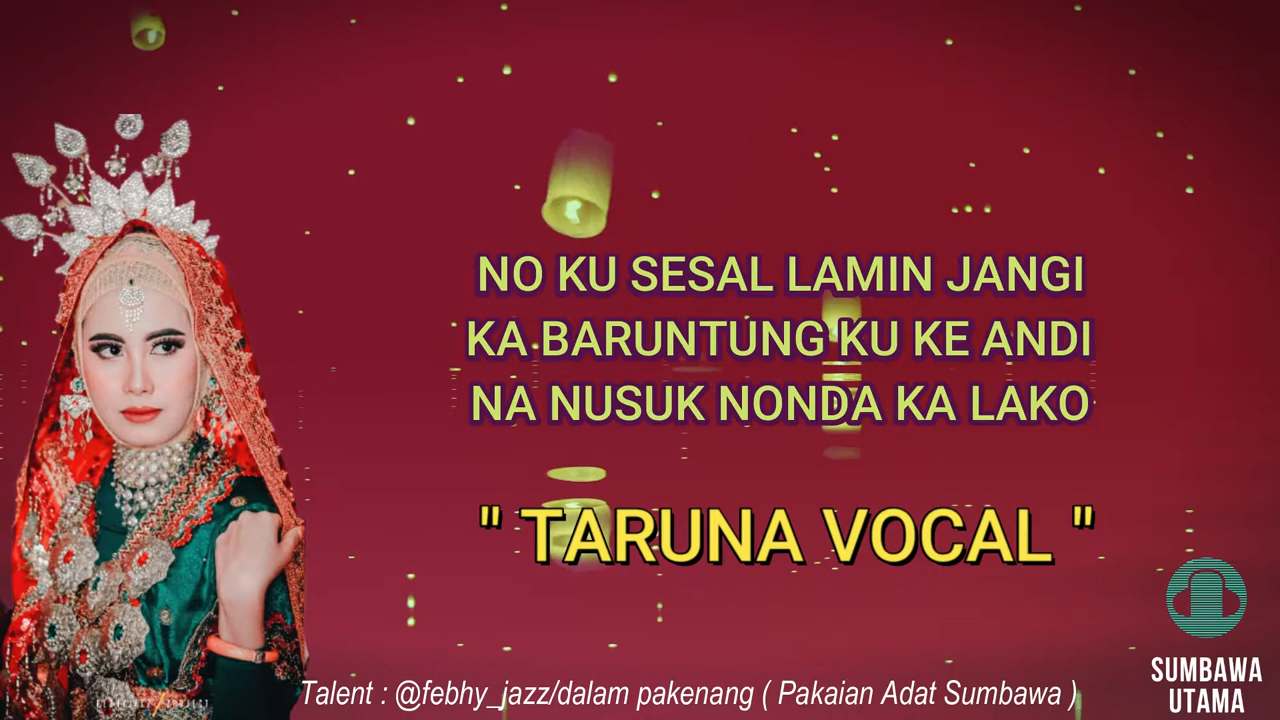 NO KU SESAL LAMIN JANGI
KA BARUNTUNG KU KE ANDI
NA NUSUK NONDA KA LAKO
" TARUNA VOCAL "
SUMBAWA
UTAMA
Talent : @febhy_jazz/dalam pakenang ( Pakaian Adat Sumbawa )